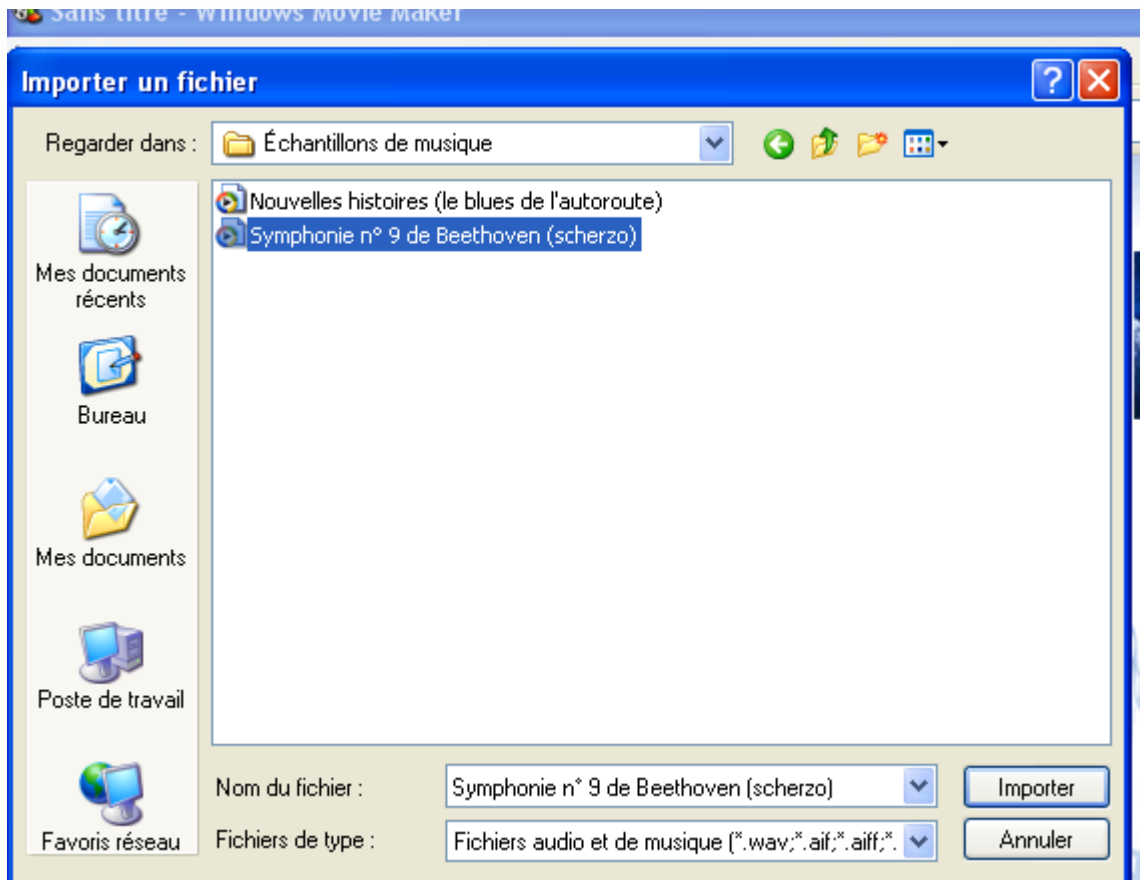 Sans titre - Windows Movie Maker
Importer un fichier
Regarder dans :
Échantillons de musique
Nouvelles histoires (le blues de l'autoroute)
Symphonie n° 9 de Beethoven (scherzo)
Mes documents
récents
Bureau
Mes documents
Poste de travail
Favoris réseau
Nom du fichier :
Symphonie n° 9 de Beethoven (scherzo)
Importer
Fichiers de type :
Fichiers audio et de musique (*.wav;*.aif;*.aiff;*.
Annuler